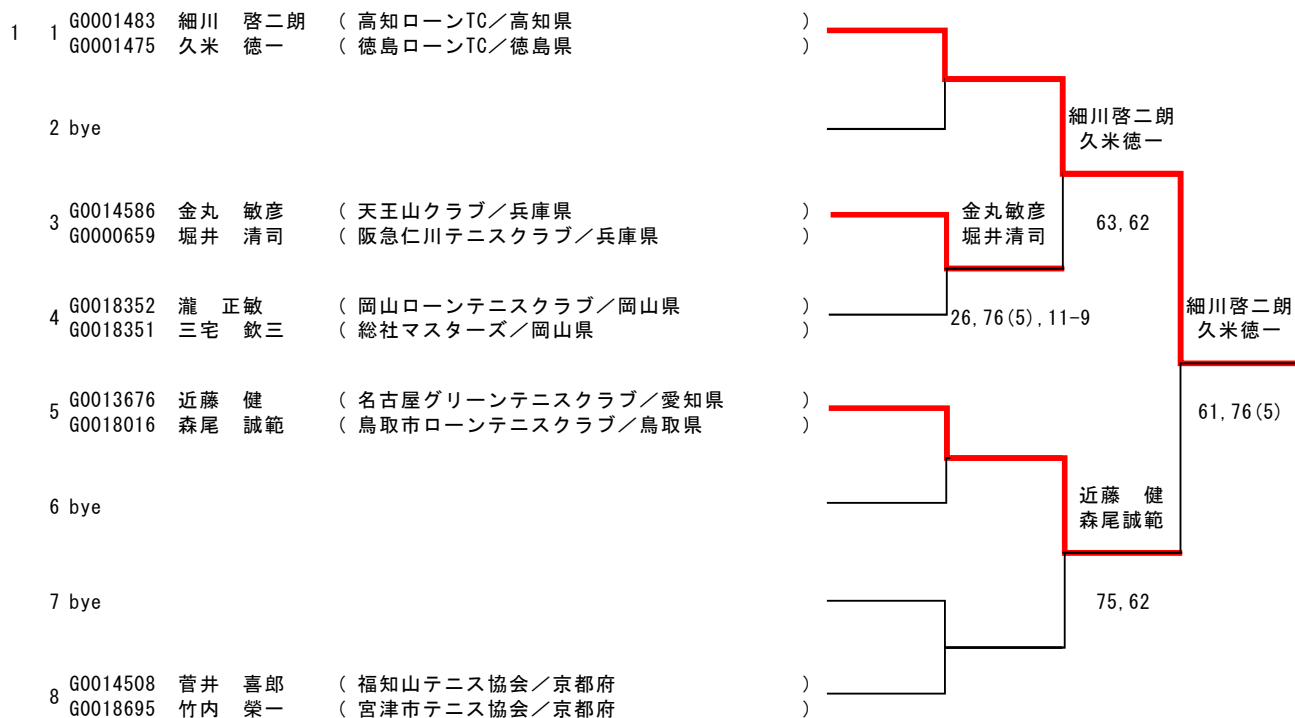 1 1 G0001483 細川 啓二朗 ( 高知ローンTC/高知県 )
G0001475 久米 徳一 ( 徳島ローンTC/徳島県 )
2 bye
細川啓二朗
久米徳一
3 G0014586 金丸 敏彦 ( 天王山クラブ/兵庫県 )
G0000659 堀井 清司 ( 阪急仁川テニスクラブ/兵庫県 )
金丸敏彦
堀井清司
63,62
4 G0018352 瀧 正敏 ( 岡山ローンテニスクラブ/岡山県 )
G0018351 三宅 欽三 ( 総社マスターズ/岡山県 )
26,76(5),11-9
細川啓二朗
久米徳一
5 G0013676 近藤 健 ( 名古屋グリーンテニスクラブ/愛知県 )
G0018016 森尾 誠範 ( 鳥取市ローンテニスクラブ/鳥取県 )
61,76(5)
6 bye
近藤 健
森尾誠範
7 bye
75,62
8 G0014508 菅井 喜郎 ( 福知山テニス協会/京都府 )
G0018695 竹内 榮一 ( 宮津市テニス協会/京都府 )